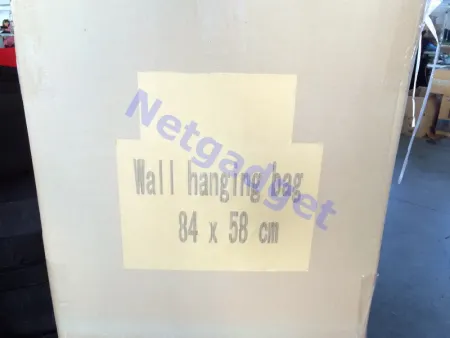 Wall hanging bag
84 x 58 cm
Netgadget